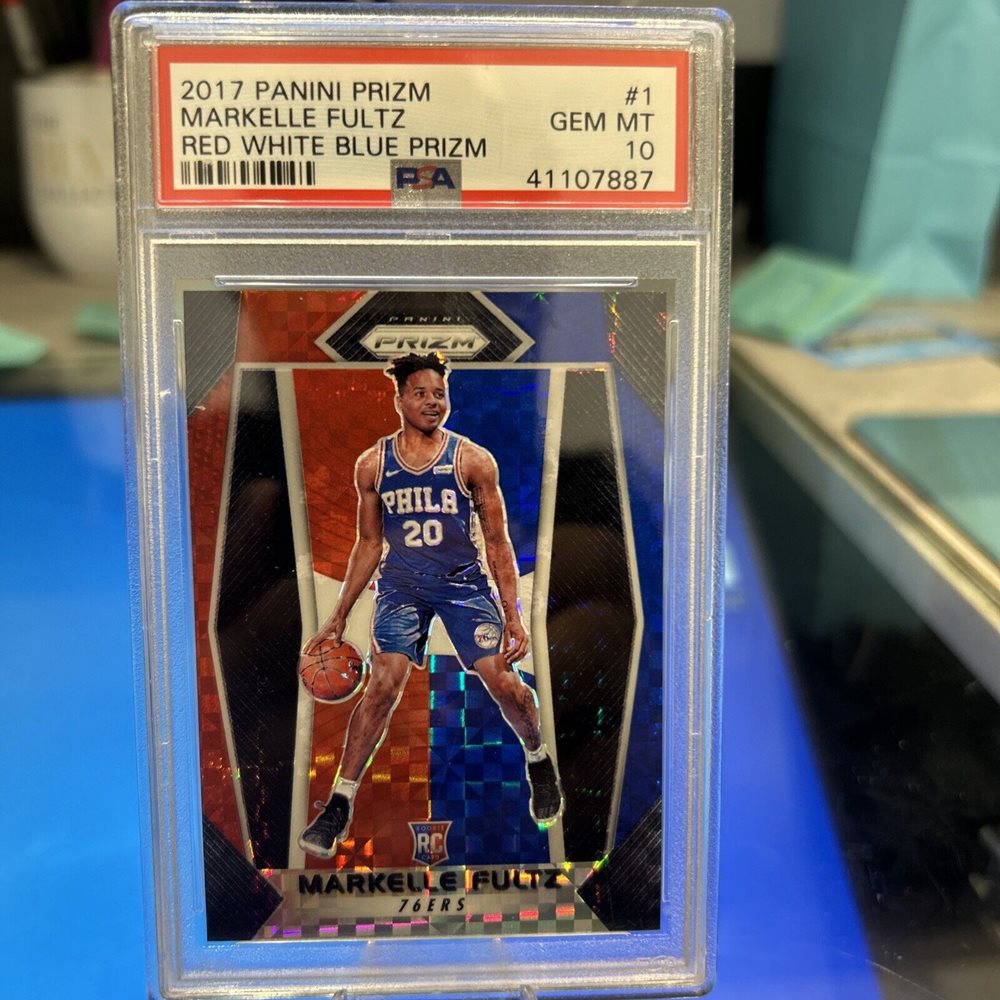 2017 PANINI PRIZM #1
MARKELLE FULTZ GEM MT
RED WHITE BLUE PRIZM 10
PSA 41107887
PANINI
PRIZM
PHILA
20
76ers
ROOKIE
RC
CARD
MARKELLE FULTZ
76ERS